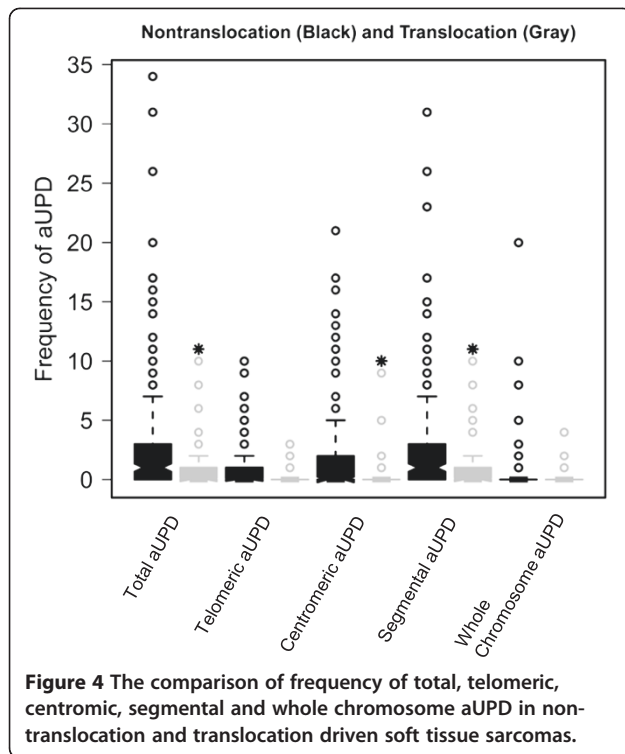 Nontranslocation (Black) and Translocation (Gray)
Frequency of aUPD
35
30
25
20
15
10
5
0
Total aUPD
Telomeric aUPD
Centromeric aUPD
Segmental aUPD
Whole
Chromosome aUPD
Figure 4 The comparison of frequency of total, telomeric,
centromic, segmental and whole chromosome aUPD in non-
translocation and translocation driven soft tissue sarcomas.